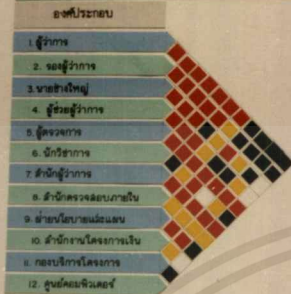 องค์ประกอบ
1. ผู้ว่าการ
2. รองผู้ว่าการ
3. นายช่างใหญ่
4. ผู้ช่วยผู้ว่าการ
5. ผู้ตรวจการ
6. นักวิชาการ
7. สำนักผู้ว่าการ
8. สำนักตรวจสอบภายใน
9. ฝ่ายนโยบายและแผน
10. สำนักงานโครงการเงิน
11. กองบริการโครงการ
12. ศูนย์คอมพิวเตอร์